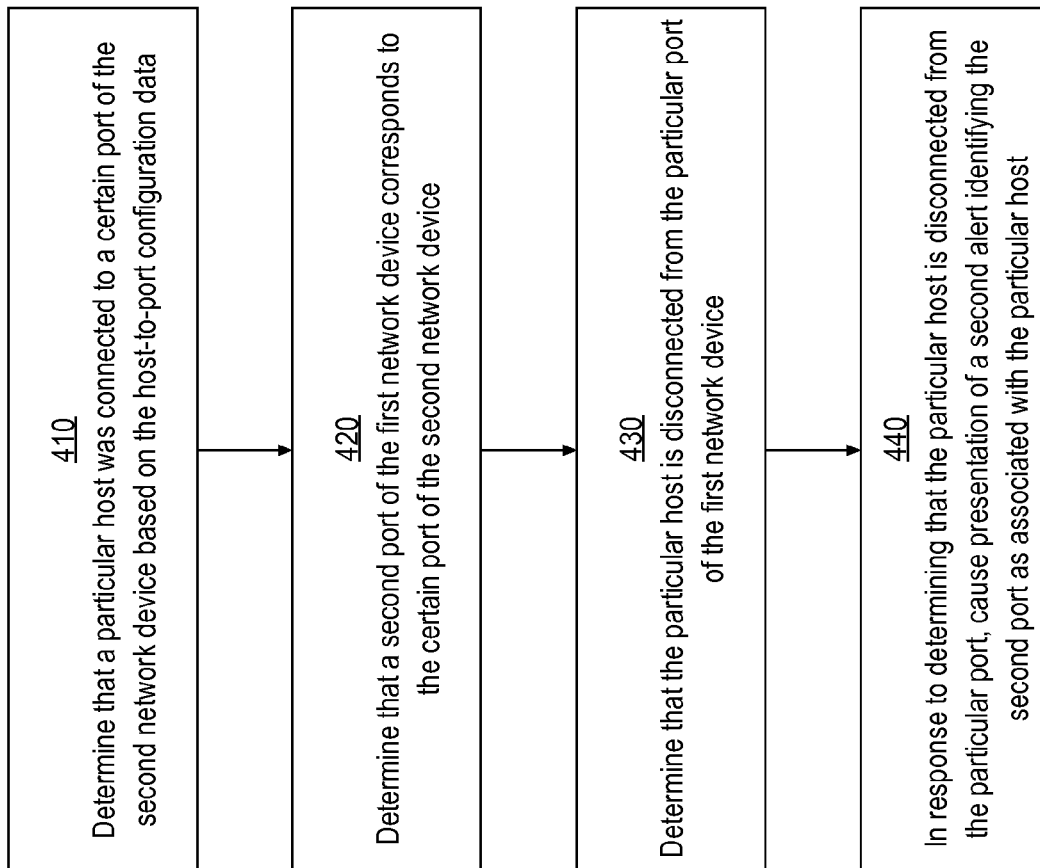 410
Determine that a particular host was connected to a certain port of the
second network device based on the host-to-port configuration data
420
Determine that a second port of the first network device corresponds to
the certain port of the second network device
430
Determine that the particular host is disconnected from the particular port
of the first network device
440
In response to determining that the particular host is disconnected from
the particular port, cause presentation of a second alert identifying the
second port as associated with the particular host